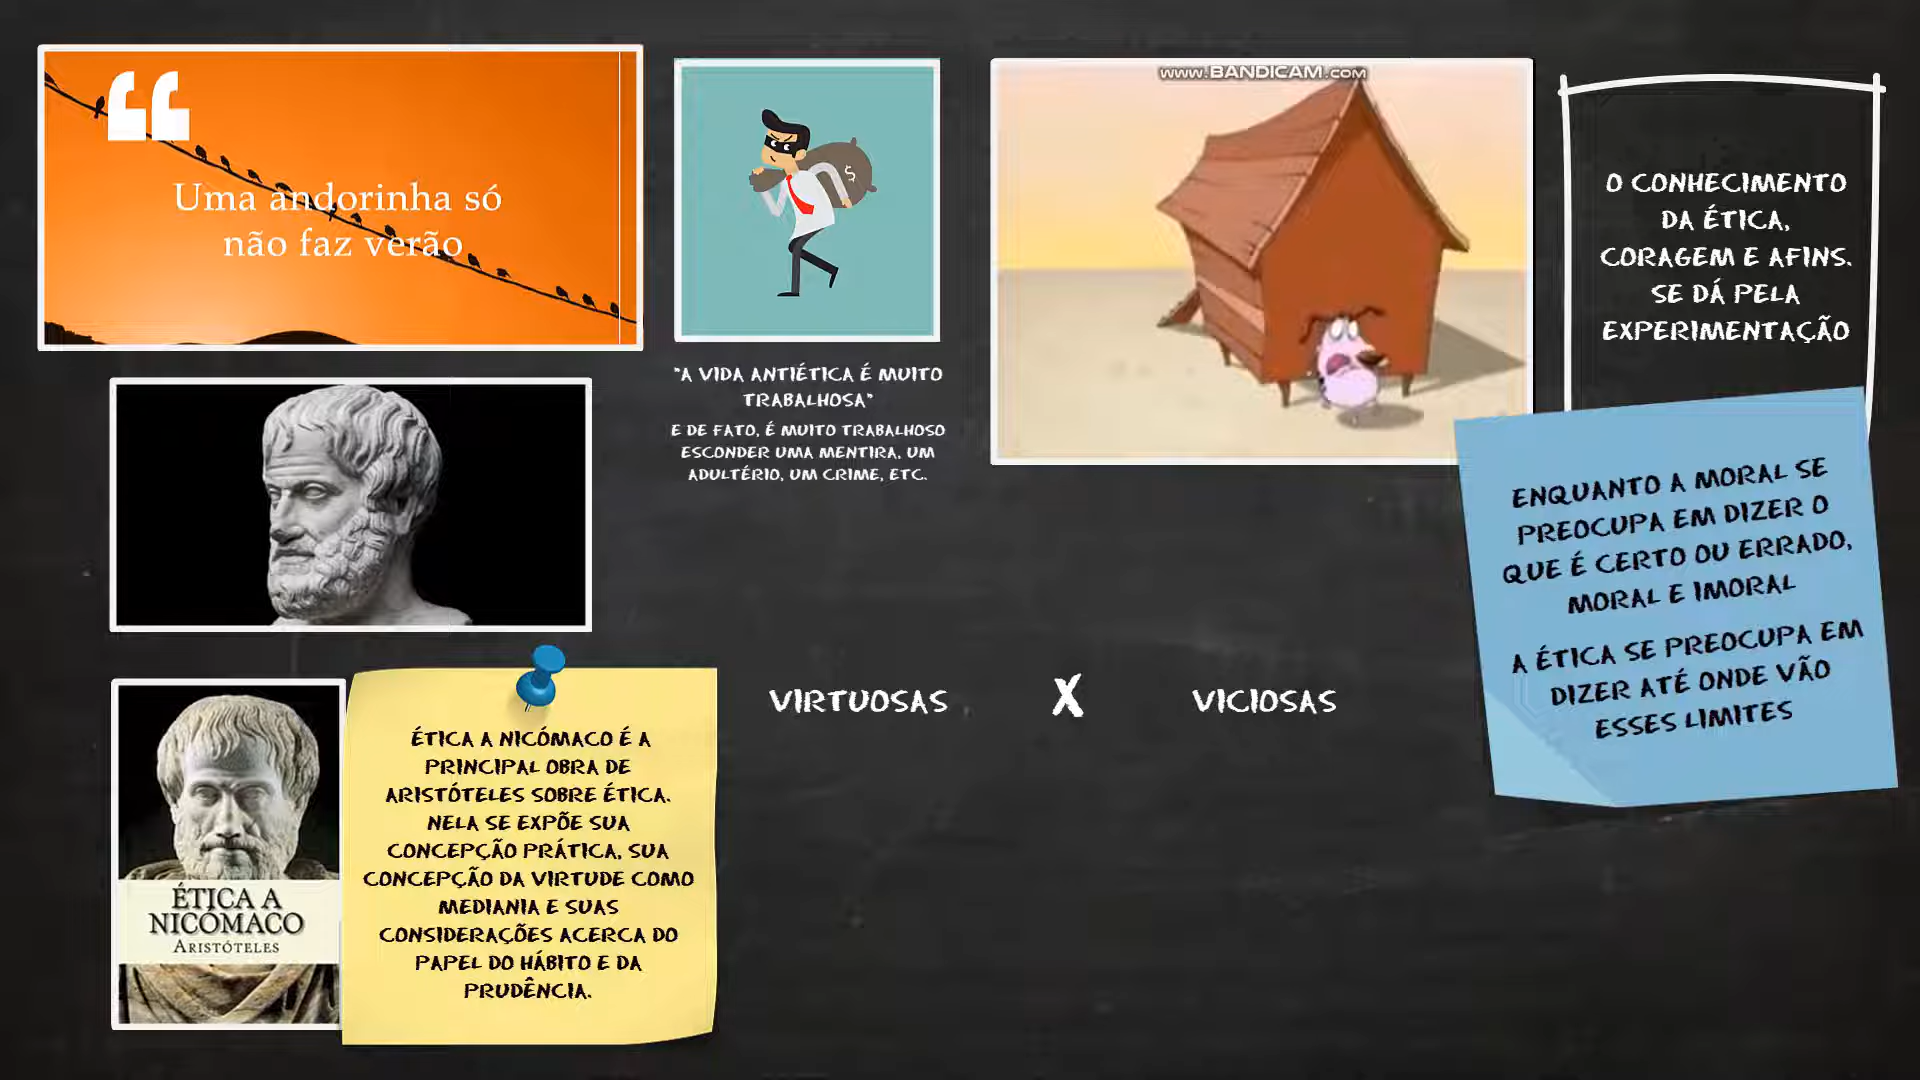 Uma andorinha só
não faz verão
"A VIDA ANTIÉTICA É MUITO
TRABALHOSA"
E DE FATO, É MUITO TRABALHOSO
ESCONDER UMA MENTIRA, UM
ADULTÉRIO, UM CRIME, ETC.
www.BANDICAM.com
O CONHECIMENTO
DA ÉTICA,
CORAGEM E AFINS.
SE DÁ PELA
EXPERIMENTAÇÃO
ENQUANTO A MORAL SE
PREOCUPA EM DIZER O
QUE É CERTO OU ERRADO,
MORAL E IMORAL
A ÉTICA SE PREOCUPA EM
DIZER ATÉ ONDE VÃO
ESSES LIMITES
VIRTUOSAS X VICIOSAS
ÉTICA A
NICÓMACO
ARISTÓTELES
ÉTICA A NICÓMACO É A
PRINCIPAL OBRA DE
ARISTÓTELES SOBRE ÉTICA.
NELA SE EXPÕE SUA
CONCEPÇÃO PRÁTICA, SUA
CONCEPÇÃO DA VIRTUDE COMO
MEDIANIA E SUAS
CONSIDERAÇÕES ACERCA DO
PAPEL DO HÁBITO E DA
PRUDÊNCIA.